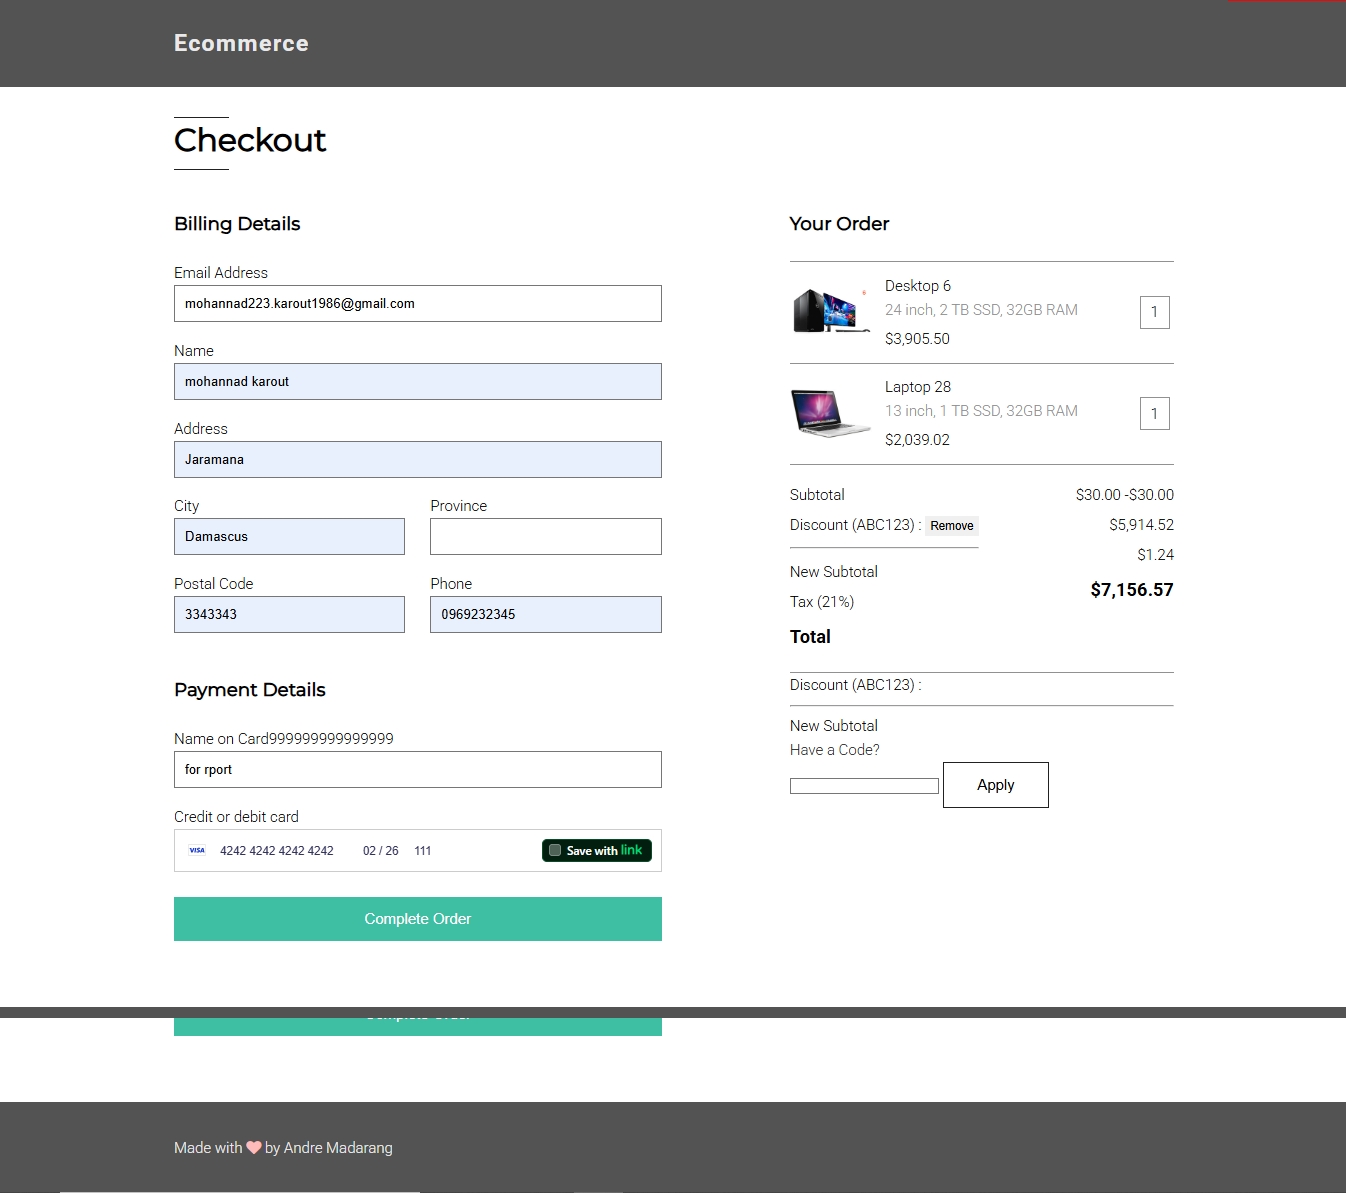 Ecommerce
Checkout
Billing Details
Email Address
mohannad223.karout1986@gmail.com
Name
mohannad karout
Address
Jaramana
City
Province
Damascus
Postal Code
Phone
3343343
0969232345
Payment Details
Name on Card999999999999999
for rport
Credit or debit card
VISA 4242 4242 4242 4242 02 / 26 111 Save with link
Complete Order
Your Order
Desktop 6
24 inch, 2 TB SSD, 32GB RAM
1
$3,905.50
Laptop 28
13 inch, 1 TB SSD, 32GB RAM
1
$2,039.02
Subtotal
Discount (ABC123) : Remove
New Subtotal
Tax (21%)
Total
$30.00 -$30.00
$5,914.52
$1.24
$7,156.57
Discount (ABC123) :
New Subtotal
Have a Code?
Apply
Complete Order
Made with ❤ by Andre Madarang